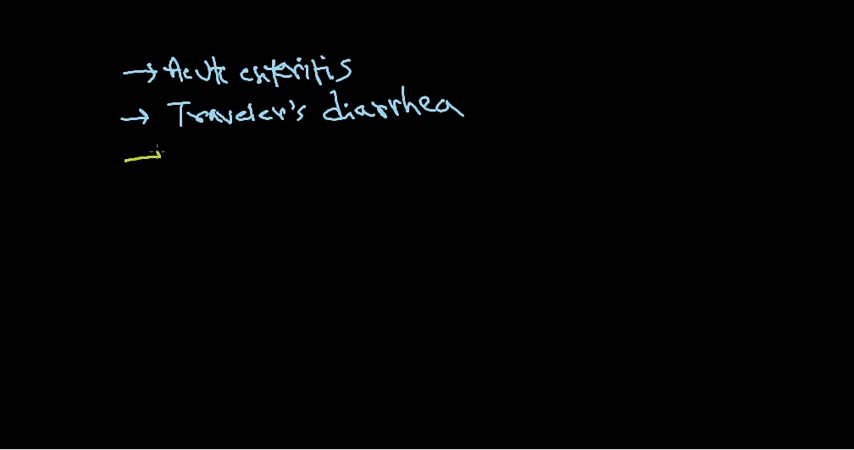 → Acute enteritis
→ Traveler's diarrhea